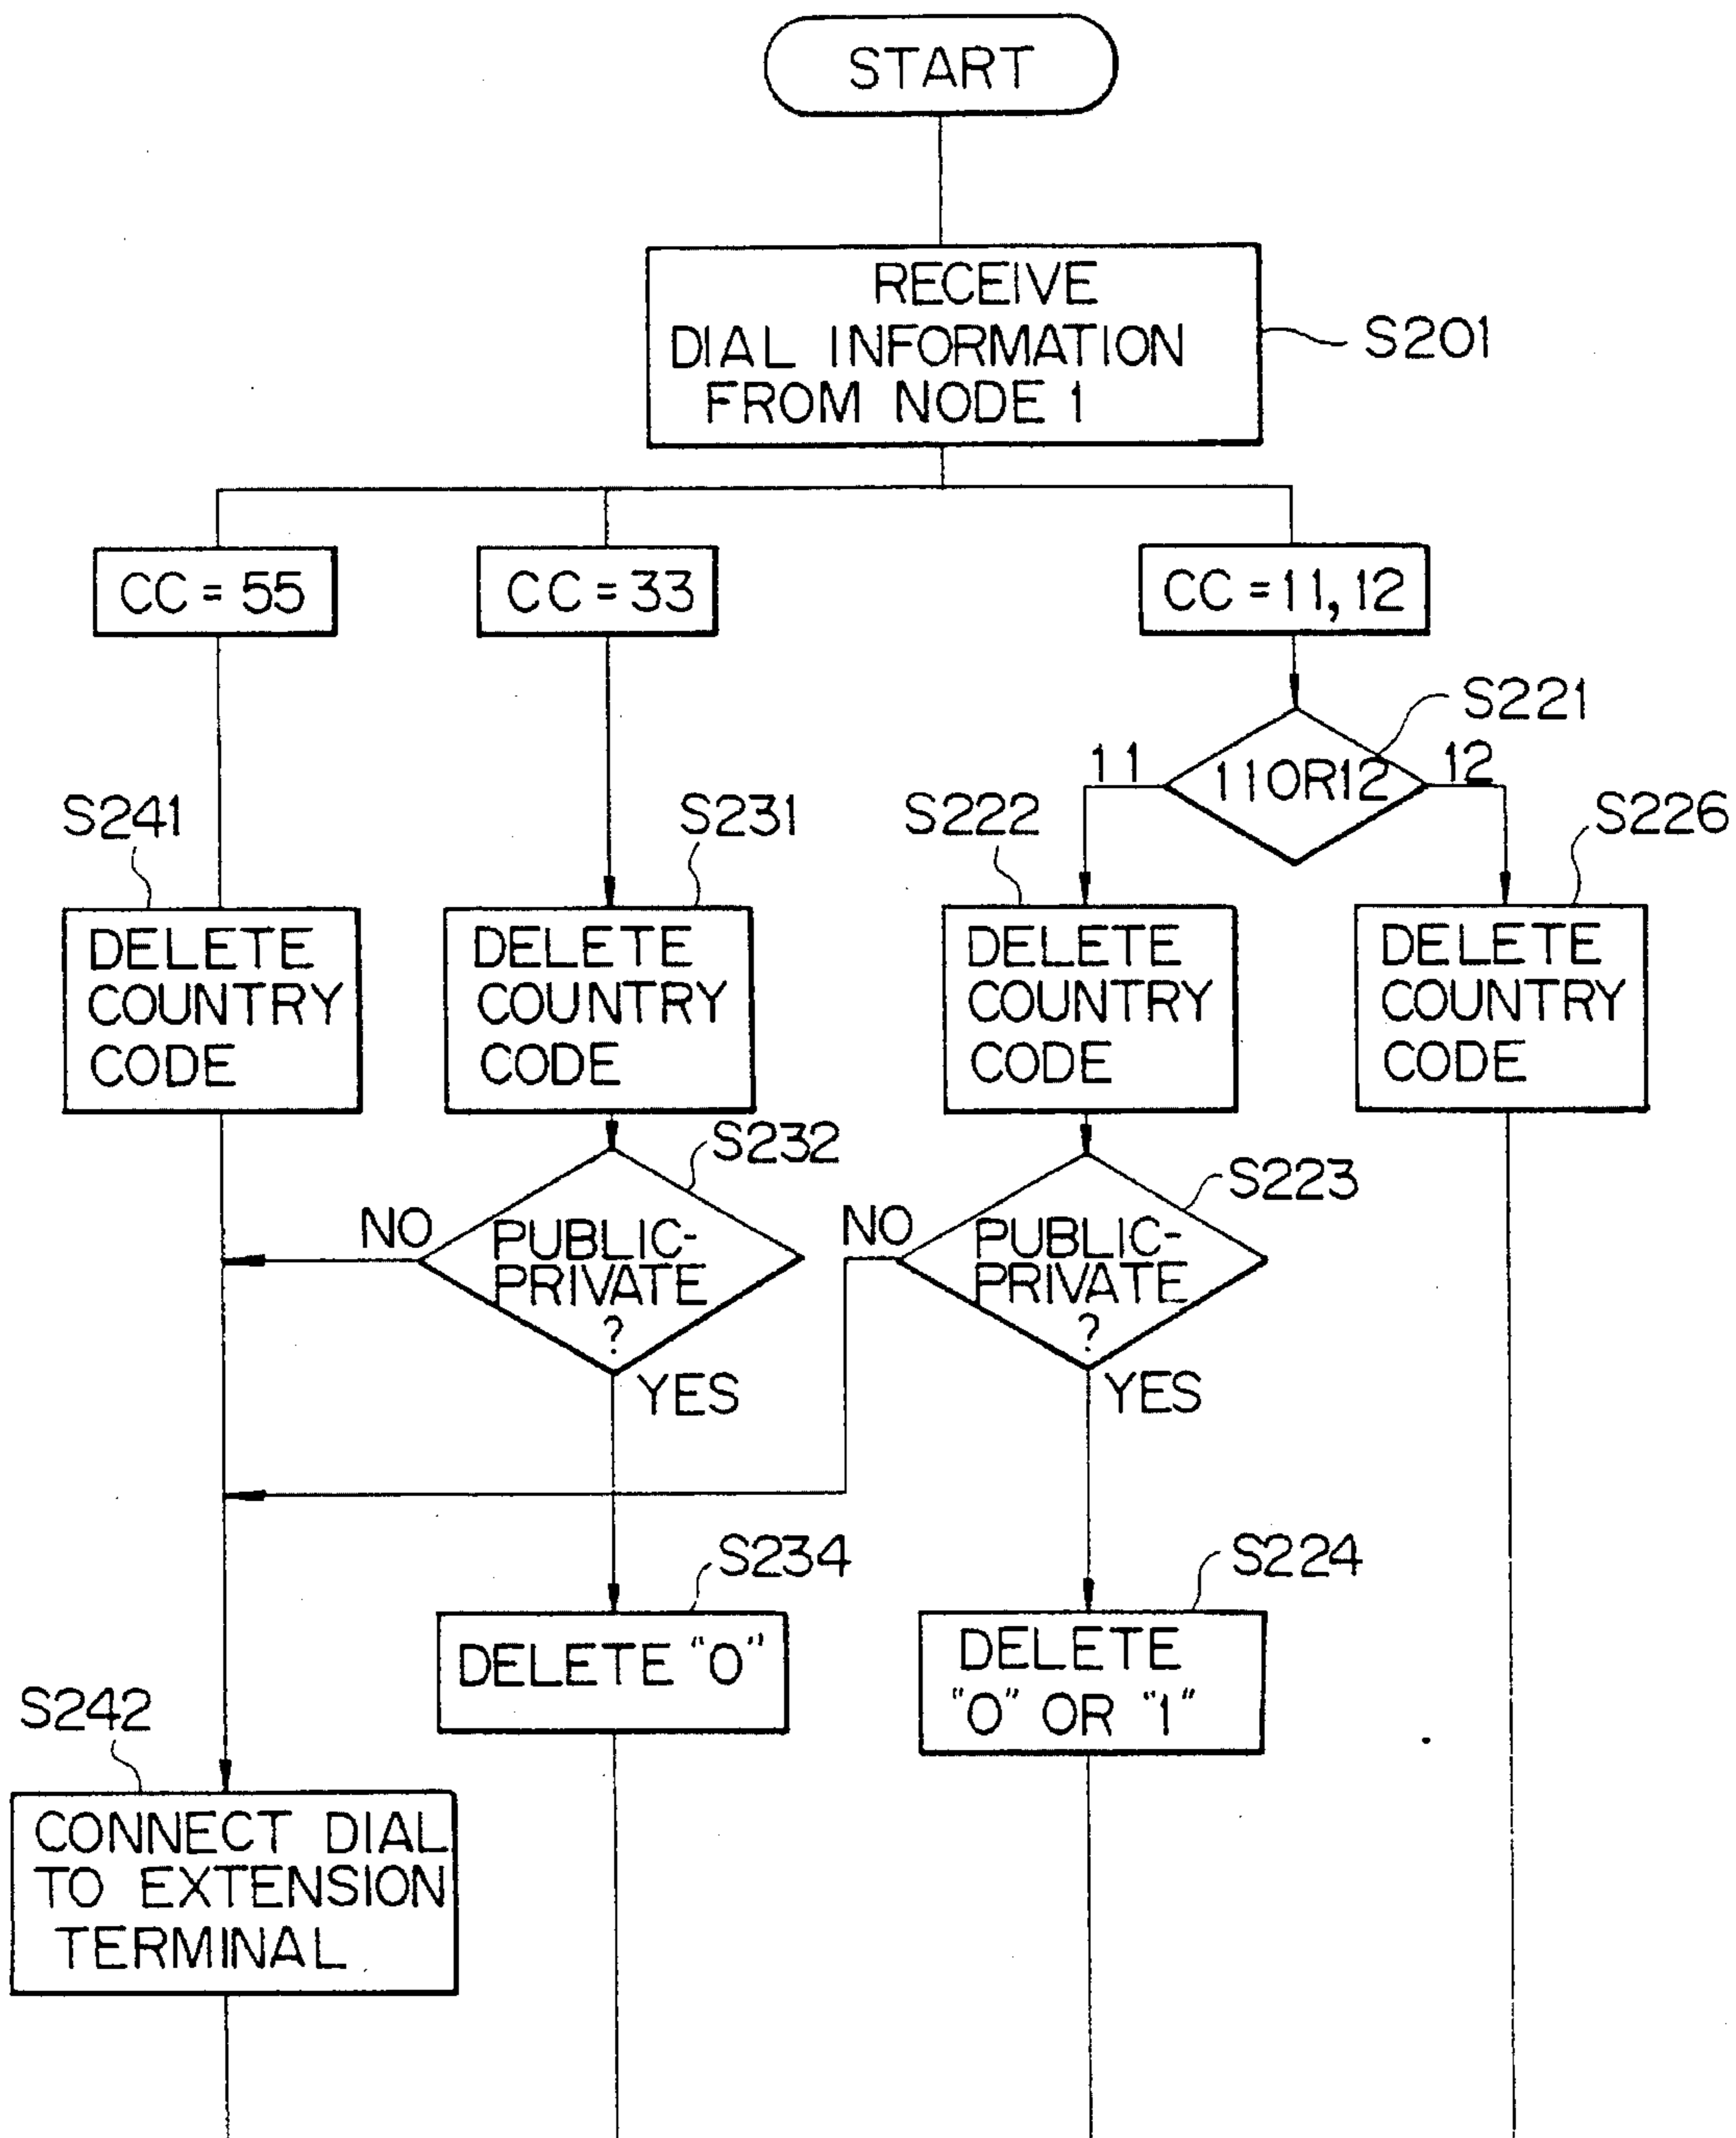 START
RECEIVE
DIAL INFORMATION
FROM NODE 1
S201
CC = 55
CC = 33
CC = 11, 12
S221
11
11OR12
12
S241
S231
S222
S226
DELETE
COUNTRY
CODE
DELETE
COUNTRY
CODE
DELETE
COUNTRY
CODE
DELETE
COUNTRY
CODE
S232
S223
NO
PUBLIC-
PRIVATE
?
YES
NO
PUBLIC-
PRIVATE
?
YES
S234
S224
DELETE "0"
DELETE
"0" OR "1"
S242
CONNECT DIAL
TO EXTENSION
TERMINAL